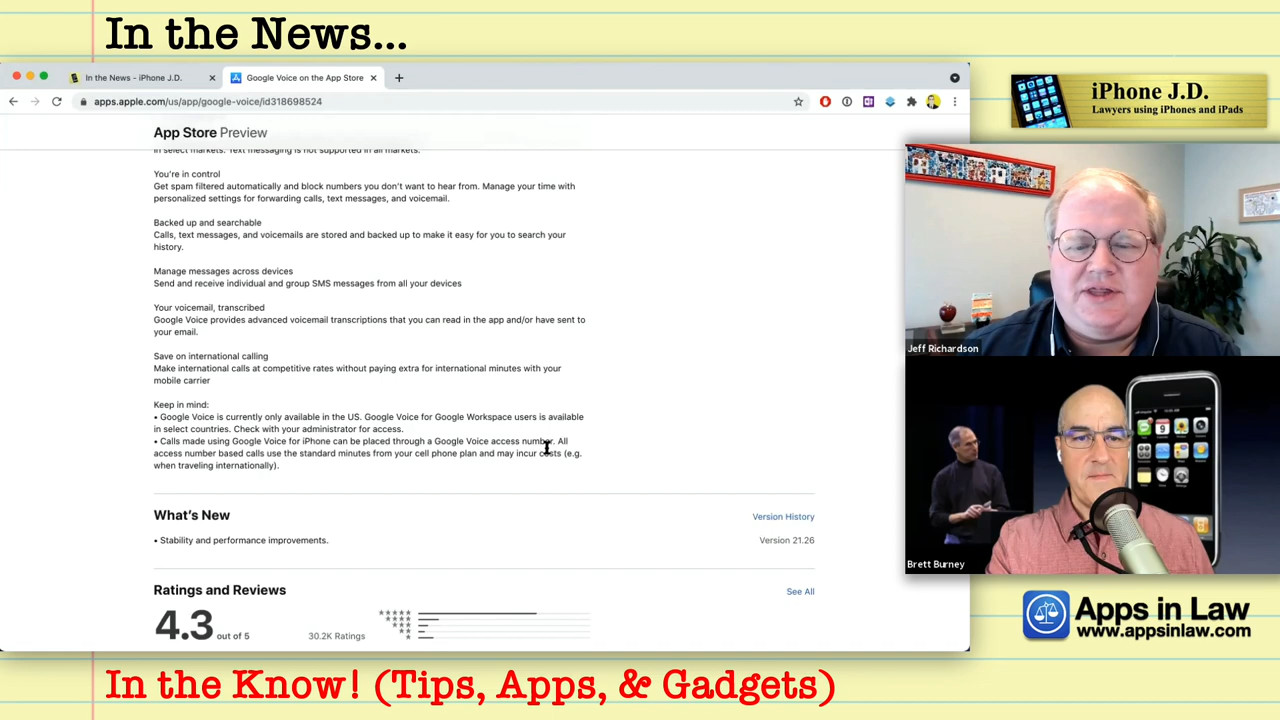 In the News...
In the News - iPhone J.D.
Google Voice on the App Store
apps.apple.com/us/app/google-voice/id318698524
App Store Preview
in select markets. Text messaging is not supported in all markets.
You're in control
Get spam filtered automatically and block numbers you don't want to hear from. Manage your time with
personalized settings for forwarding calls, text messages, and voicemail.
Backed up and searchable
Calls, text messages, and voicemails are stored and backed up to make it easy for you to search your
history.
Manage messages across devices
Send and receive individual and group SMS messages from all your devices
Your voicemail, transcribed
Google Voice provides advanced voicemail transcriptions that you can read in the app and/or have sent to
your email.
Save on international calling
Make international calls at competitive rates without paying extra for international minutes with your
mobile carrier
Keep in mind:
• Google Voice is currently only available in the US. Google Voice for Google Workspace users is available
in select countries. Check with your administrator for access.
• Calls made using Google Voice for iPhone can be placed through a Google Voice access number. All
access number based calls use the standard minutes from your cell phone plan and may incur costs (e.g.
when traveling internationally).
What's New
Version History
• Stability and performance improvements.
Version 21.26
Ratings and Reviews
See All
4.3 out of 5
30.2K Ratings
iPhone J.D.
Lawyers using iPhones and iPads
Jeff Richardson
Brett Burney
Apps in Law
www.appsinlaw.com
In the Know! (Tips, Apps, & Gadgets)